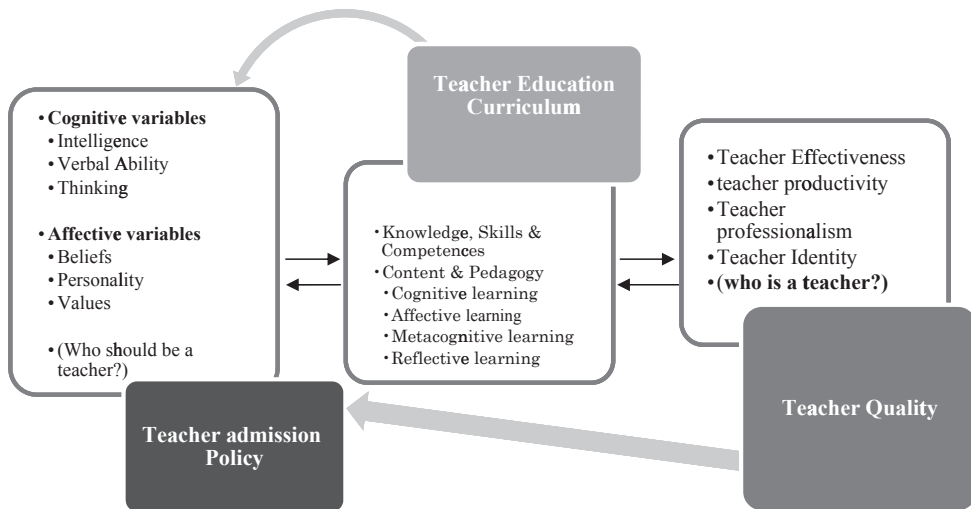 • Cognitive variables
• Intelligence
• Verbal Ability
• Thinking
• Affective variables
• Beliefs
• Personality
• Values
• (Who should be a
teacher?)
Teacher admission
Policy
Teacher Education
Curriculum
• Knowledge, Skills &
Competences
• Content & Pedagogy
• Cognitive learning
• Affective learning
• Metacognitive learning
• Reflective learning
• Teacher Effectiveness
• teacher productivity
• Teacher
professionalism
• Teacher Identity
• (who is a teacher?)
Teacher Quality